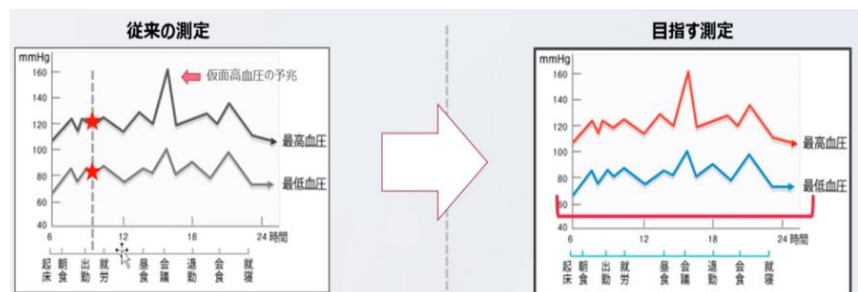 従来の測定
mmHg
160
140
120
100
80
60
40
仮面高血圧の予兆
最高血圧
最低血圧
6
12
18
24 時間
起床
朝食
出勤
就労
昼食
会議
退勤
会食
就寝
目指す測定
mmHg
160
140
120
100
80
60
40
最高血圧
最低血圧
6
12
18
24 時間
起床
朝食
出勤
就労
昼食
会議
退勤
会食
就寝